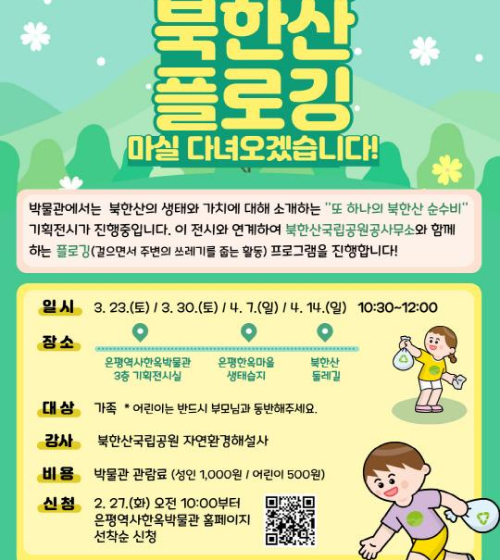 북한산
플로깅
마실 다녀오겠습니다!
박물관에서는 북한산의 생태와 가치에 대해 소개하는 "또 하나의 북한산 순수비"
기획전시가 진행중입니다. 이 전시와 연계하여 북한산국립공원공사무소와 함께
하는 플로깅(걸으면서 주변의 쓰레기를 줍는 활동) 프로그램을 진행합니다!
일시 3. 23.(토) / 3. 30.(토) / 4. 7.(일) / 4. 14.(일) 10:30~12:00
장소
은평역사한옥박물관 은평한옥마을 북한산
3층 기획전시실 생태습지 둘레길
대상 가족 * 어린이는 반드시 부모님과 동반해주세요.
강사 북한산국립공원 자연환경해설사
비용 박물관 관람료 (성인 1,000원 / 어린이 500원)
신청 2. 27.(화) 오전 10:00부터
은평역사한옥박물관 홈페이지
선착순 신청